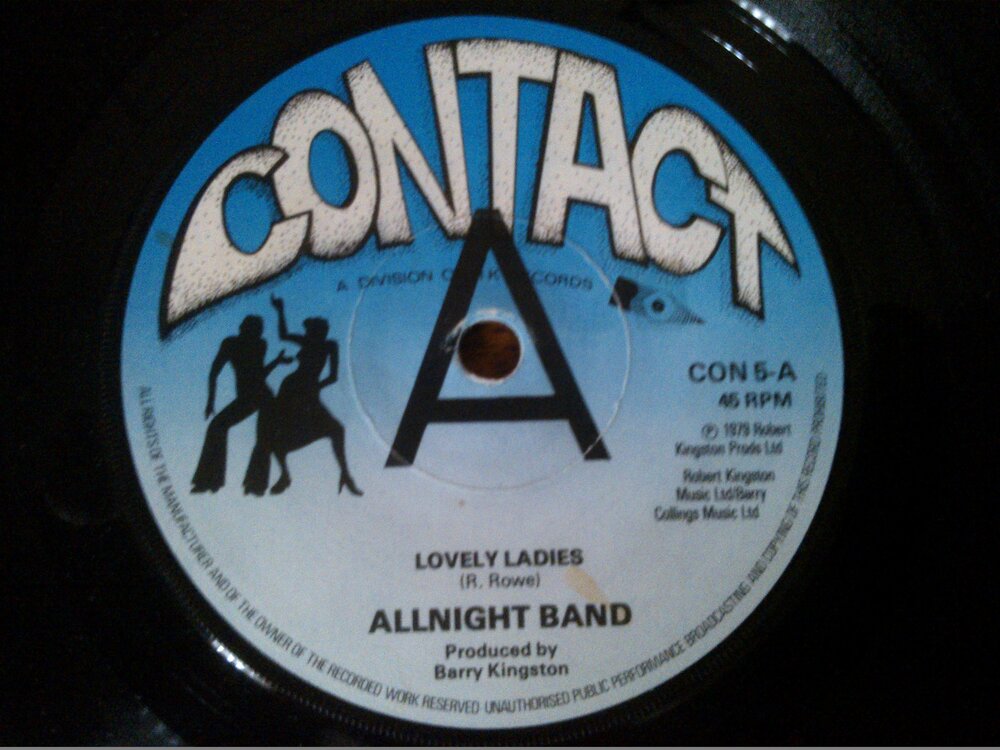 CONTACT
A DIVISION O K RECORDS
A
CON 5-A
45 RPM
℗ 1979 Robert
Kingston Prods Ltd
Robert Kingston
Music Ltd/Barry
Collings Music Ltd
LOVELY LADIES
(R. Rowe)
ALLNIGHT BAND
Produced by
Barry Kingston
ALL RIGHTS OF THE MANUFACTURER AND OF THE OWNER OF THE RECORDED WORK RESERVED UNAUTHORISED PUBLIC PERFORMANCE BROADCASTING AND COPYING OF THIS RECORD PROHIBITED